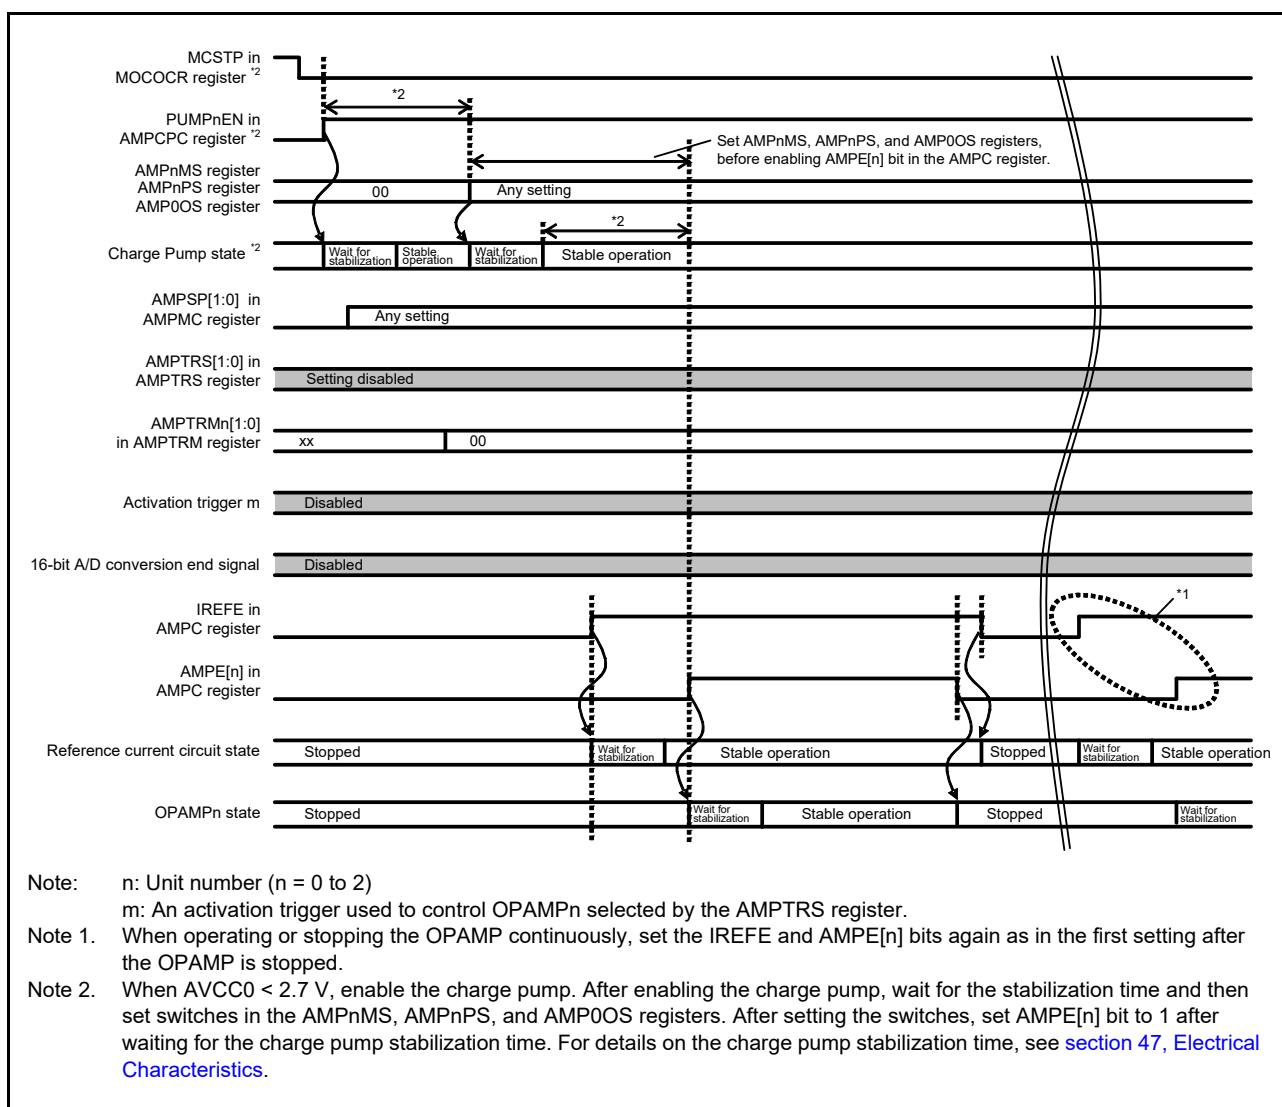 MCSTP in
MOCOCR register *2
*2
PUMPnEN in
AMPCPC register *2
Set AMPnMS, AMPnPS, and AMP0OS registers,
before enabling AMPE[n] bit in the AMPC register.
AMPnMS register
AMPnPS register
AMP0OS register
00
Any setting
*2
Charge Pump state *2
Wait for
stabilization
Stable
operation
Wait for
stabilization
Stable operation
AMPSP[1:0] in
AMPMC register
Any setting
AMPTRS[1:0] in
AMPTRS register
Setting disabled
AMPTRMn[1:0]
in AMPTRM register
xx
00
Activation trigger m
Disabled
16-bit A/D conversion end signal
Disabled
*1
IREFE in
AMPC register
AMPE[n] in
AMPC register
Reference current circuit state
Stopped
Wait for
stabilization
Stable operation
Stopped
Wait for
stabilization
Stable operation
OPAMPn state
Stopped
Wait for
stabilization
Stable operation
Stopped
Wait for
stabilization
Note: n: Unit number (n = 0 to 2)
m: An activation trigger used to control OPAMPn selected by the AMPTRS register.
Note 1. When operating or stopping the OPAMP continuously, set the IREFE and AMPE[n] bits again as in the first setting after
the OPAMP is stopped.
Note 2. When AVCC0 < 2.7 V, enable the charge pump. After enabling the charge pump, wait for the stabilization time and then
set switches in the AMPnMS, AMPnPS, and AMP0OS registers. After setting the switches, set AMPE[n] bit to 1 after
waiting for the charge pump stabilization time. For details on the charge pump stabilization time, see section 47, Electrical
Characteristics.